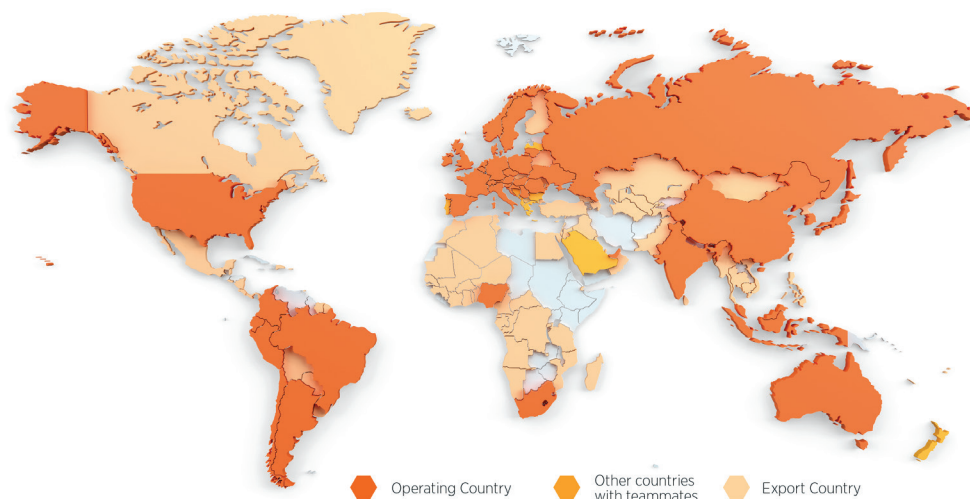 Operating Country
Other countries
with teammates
Export Country